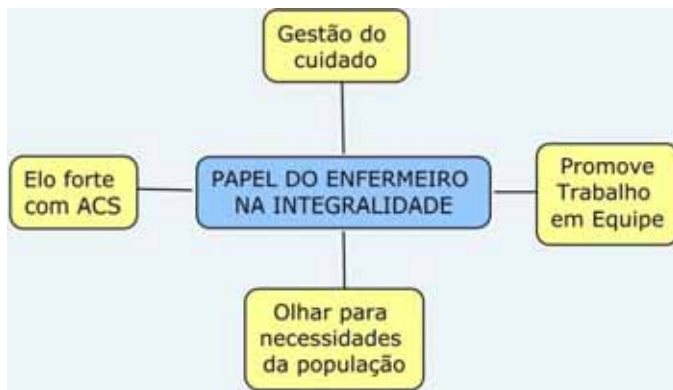 Gestão do
cuidado
Elo forte
com ACS
PAPEL DO ENFERMEIRO
NA INTEGRALIDADE
Promove
Trabalho
em Equipe
Olhar para
necessidades
da população